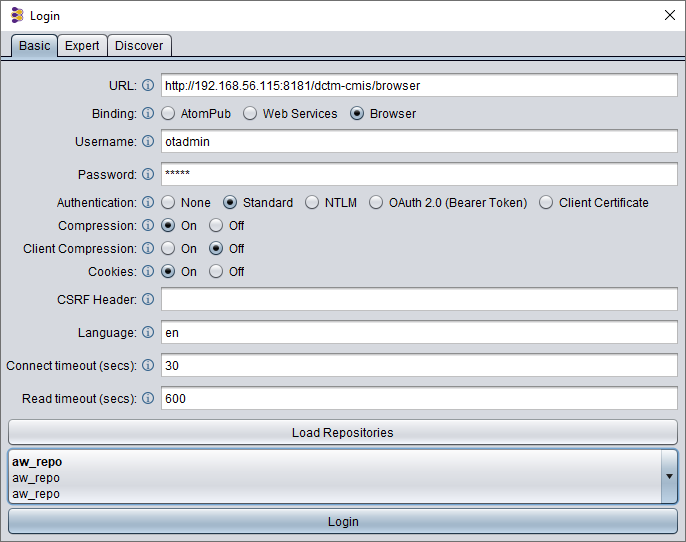 Login
Basic Expert Discover
URL: http://192.168.56.115:8181/dctm-cmis/browser
Binding: AtomPub Web Services Browser
Username: otadmin
Password: *****
Authentication: None Standard NTLM OAuth 2.0 (Bearer Token) Client Certificate
Compression: On Off
Client Compression: On Off
Cookies: On Off
CSRF Header:
Language: en
Connect timeout (secs): 30
Read timeout (secs): 600
Load Repositories
aw_repo
aw_repo
aw_repo
Login